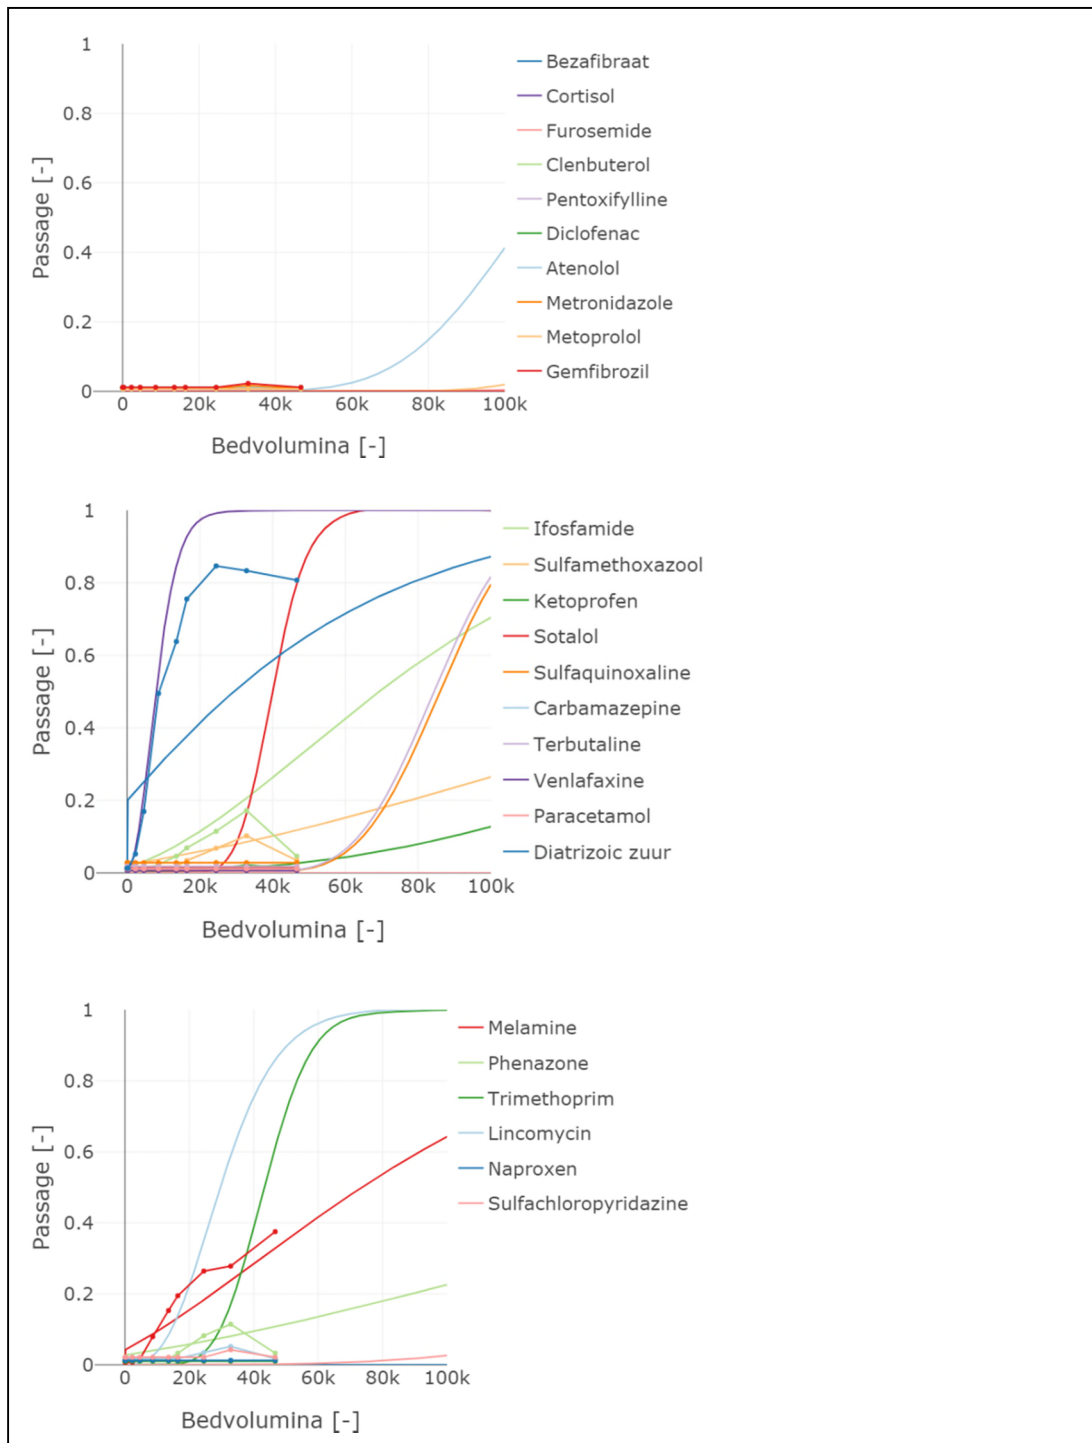 1
0.8
0.6
0.4
0.2
0
Passage [-]
0 20k 40k 60k 80k 100k
Bedvolumina [-]
Bezafibraat
Cortisol
Furosemide
Clenbuterol
Pentoxifylline
Diclofenac
Atenolol
Metronidazole
Metoprolol
Gemfibrozil
1
0.8
0.6
0.4
0.2
0
Passage [-]
0 20k 40k 60k 80k 100k
Bedvolumina [-]
Ifosfamide
Sulfamethoxazool
Ketoprofen
Sotalol
Sulfaquinoxaline
Carbamazepine
Terbutaline
Venlafaxine
Paracetamol
Diatrizoic zuur
1
0.8
0.6
0.4
0.2
0
Passage [-]
0 20k 40k 60k 80k 100k
Bedvolumina [-]
Melamine
Phenazone
Trimethoprim
Lincomycin
Naproxen
Sulfachloropyridazine